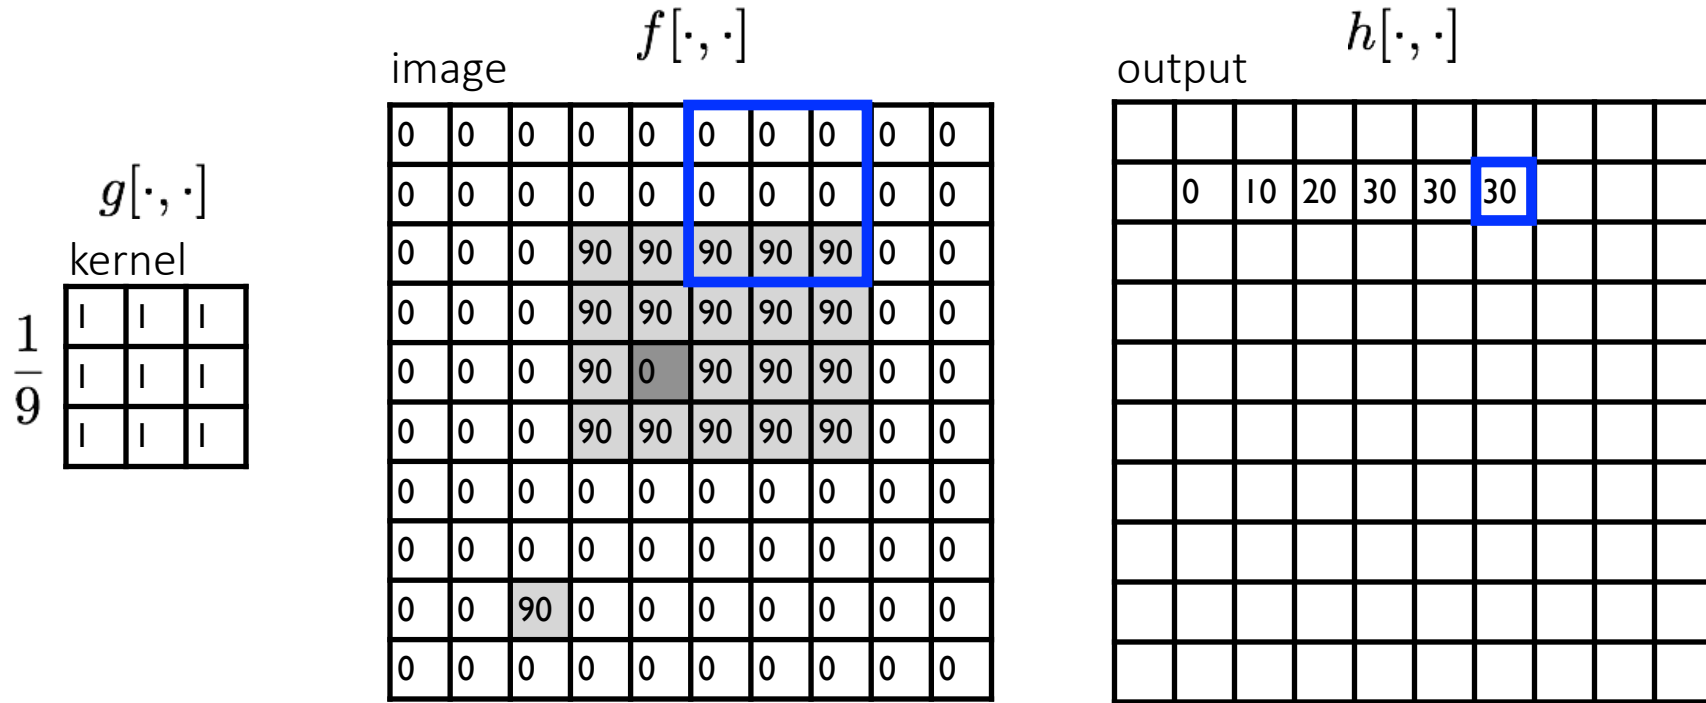 f[·, ·]
h[·, ·]
image
output
g[·, ·]
kernel
1/9
1 1 1
1 1 1
1 1 1
0 0 0 0 0 0 0 0 0 0
0 0 0 0 0 0 0 0 0 0
0 0 0 90 90 90 90 90 0 0
0 0 0 90 90 90 90 90 0 0
0 0 0 90 0 90 90 90 0 0
0 0 0 90 90 90 90 90 0 0
0 0 0 0 0 0 0 0 0 0
0 0 0 0 0 0 0 0 0 0
0 0 90 0 0 0 0 0 0 0
0 0 0 0 0 0 0 0 0 0
0 10 20 30 30 30